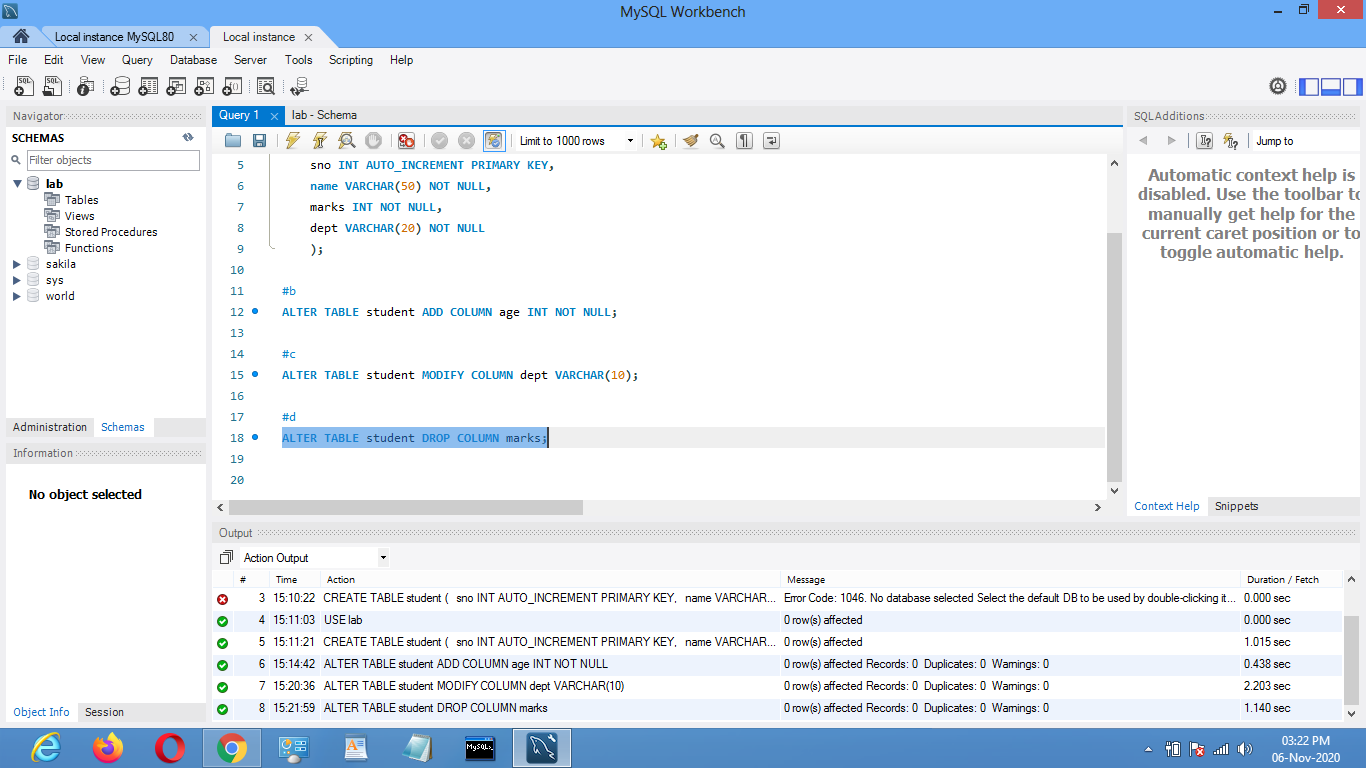 MySQL Workbench
Local instance MySQL80 ×
Local instance ×
File Edit View Query Database Server Tools Scripting Help
Navigator
SCHEMAS
Filter objects
lab
Tables
Views
Stored Procedures
Functions
sakila
sys
world
Administration Schemas
Information
No object selected
Object Info Session
Query 1 × lab - Schema
Limit to 1000 rows
5 sno INT AUTO_INCREMENT PRIMARY KEY,
6 name VARCHAR(50) NOT NULL,
7 marks INT NOT NULL,
8 dept VARCHAR(20) NOT NULL
9 );
10
11 #b
12 ALTER TABLE student ADD COLUMN age INT NOT NULL;
13
14 #c
15 ALTER TABLE student MODIFY COLUMN dept VARCHAR(10);
16
17 #d
18 ALTER TABLE student DROP COLUMN marks;
19
20
SQLAdditions
Jump to
Automatic context help is
disabled. Use the toolbar to
manually get help for the
current caret position or to
toggle automatic help.
Context Help Snippets
Output
Action Output
# Time Action Message Duration / Fetch
3 15:10:22 CREATE TABLE student ( sno INT AUTO_INCREMENT PRIMARY KEY, name VARCHAR... Error Code: 1046. No database selected Select the default DB to be used by double-clicking it... 0.000 sec
4 15:11:03 USE lab 0 row(s) affected 0.000 sec
5 15:11:21 CREATE TABLE student ( sno INT AUTO_INCREMENT PRIMARY KEY, name VARCHAR... 0 row(s) affected 1.015 sec
6 15:14:42 ALTER TABLE student ADD COLUMN age INT NOT NULL 0 row(s) affected Records: 0 Duplicates: 0 Warnings: 0 0.438 sec
7 15:20:36 ALTER TABLE student MODIFY COLUMN dept VARCHAR(10) 0 row(s) affected Records: 0 Duplicates: 0 Warnings: 0 2.203 sec
8 15:21:59 ALTER TABLE student DROP COLUMN marks 0 row(s) affected Records: 0 Duplicates: 0 Warnings: 0 1.140 sec
MySQL
03:22 PM
06-Nov-2020